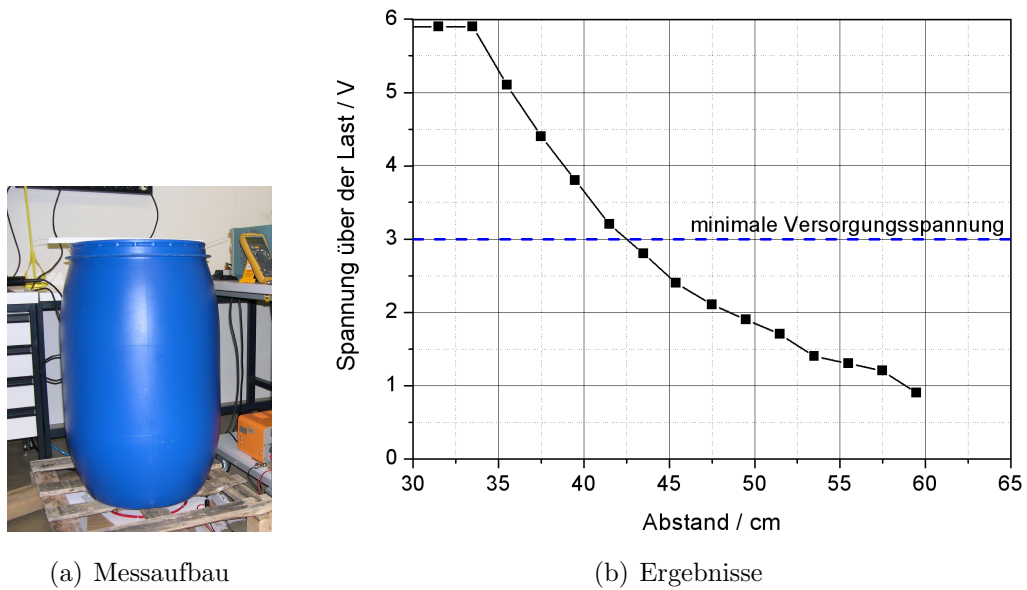 6
5
4
3
2
1
0
Spannung über der Last / V
minimale Versorgungsspannung
30 35 40 45 50 55 60 65
Abstand / cm
(a) Messaufbau
(b) Ergebnisse